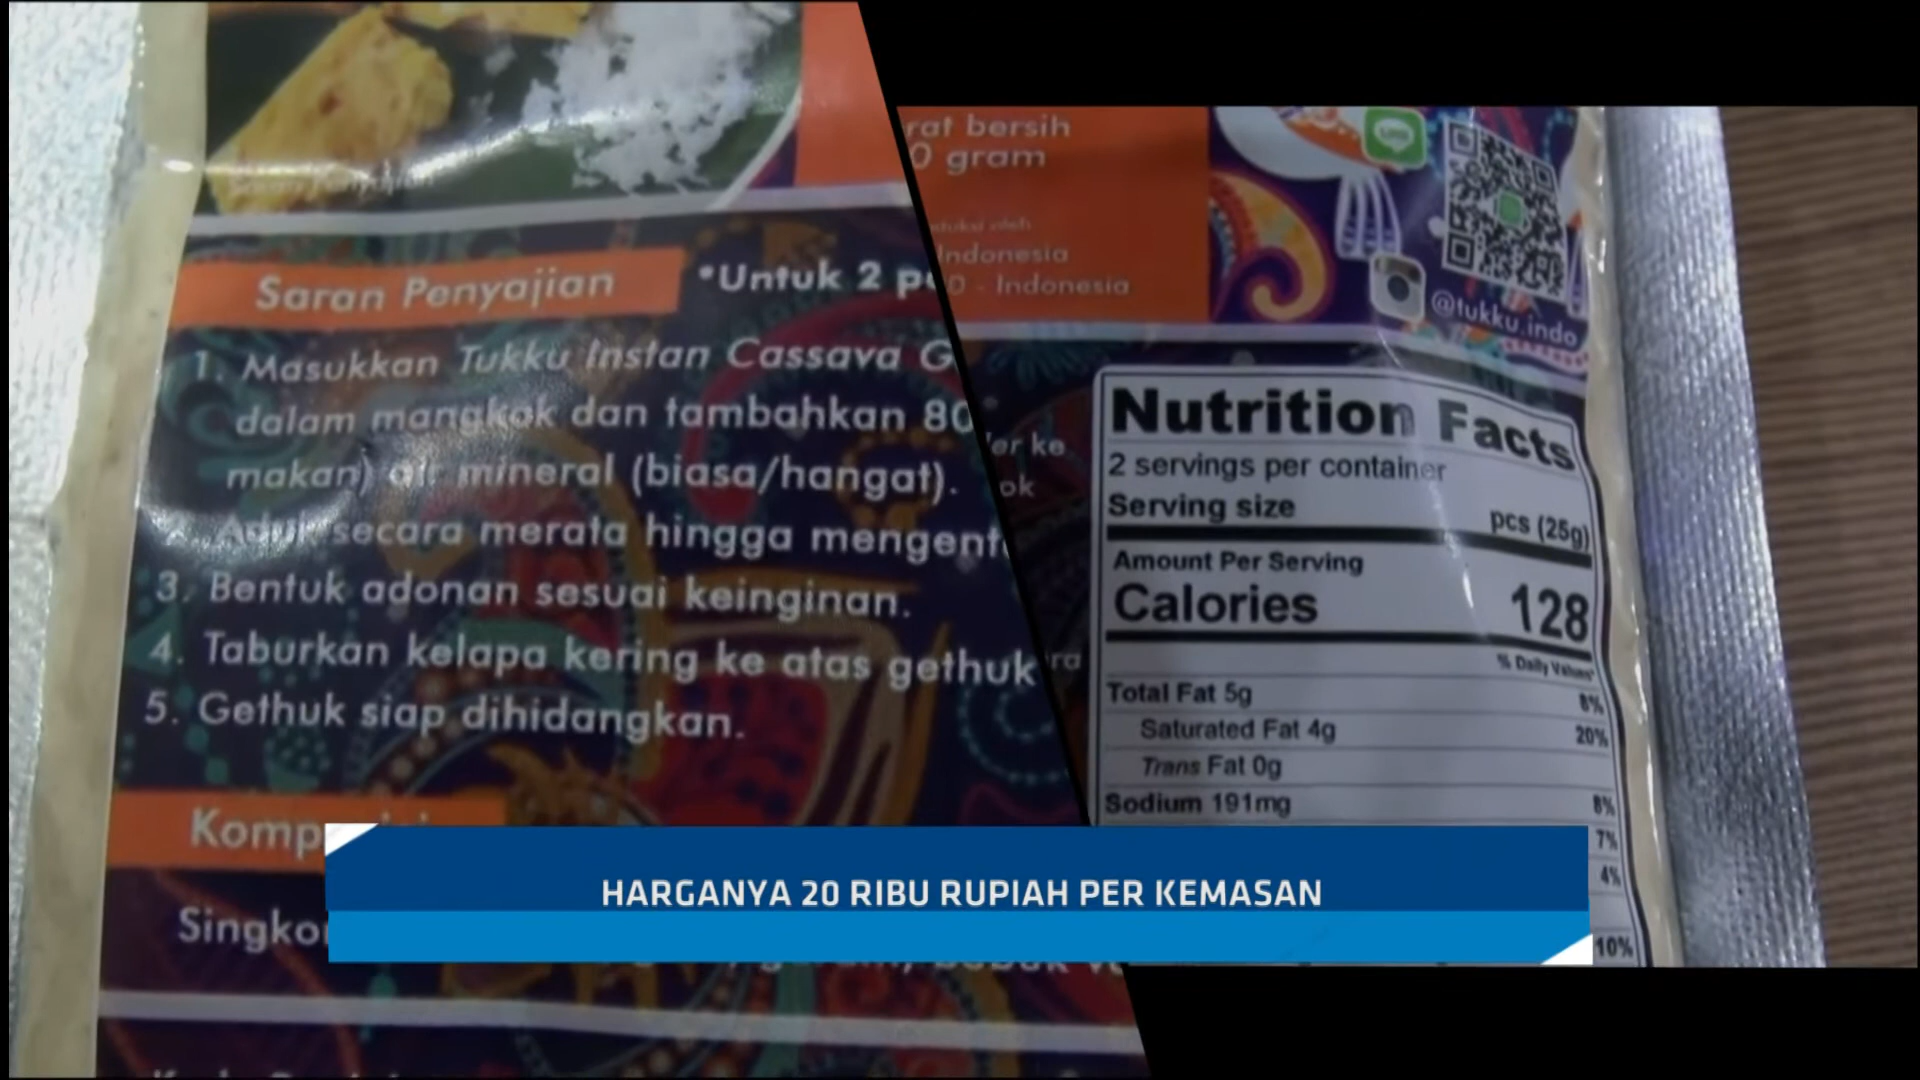 Saran Penyajian
*Untuk 2
1. Masukkan Tukku Instan Cassava G
dalam mangkok dan tambahkan 80
makan) air mineral (biasa/hangat).
2. Aduk secara merata hingga
3. Bentuk adonan sesuai keinginan.
4. Taburkan kelapa kering ke atas gethuk
5. Gethuk siap dihidangkan.
bersih
0 gram
Indonesia
- Indonesia
@tukku.indo
ke
Nutrition Facts
2 servings per container
Serving size pcs (25g)
Amount Per Serving
Calories 128
% Daily Values*
Total Fat 5g 8%
Saturated Fat 4g 20%
Trans Fat 0g
Sodium 191mg 8%
7%
4%
10%
HARGANYA 20 RIBU RUPIAH PER KEMASAN